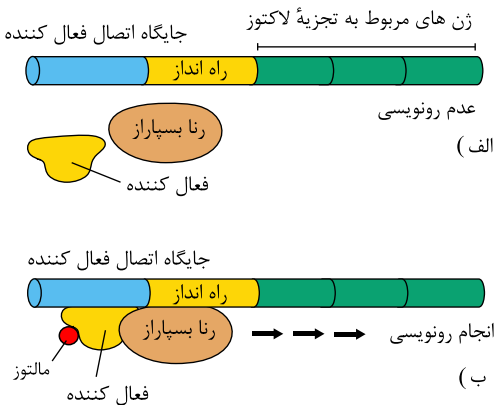 ژن های مربوط به تجزیهٔ لاکتوز
جایگاه اتصال فعال کننده
راه انداز
عدم رونویسی
رنا بسپاراز
الف )
فعال کننده
جایگاه اتصال فعال کننده
راه انداز
رنا بسپاراز
انجام رونویسی
مالتوز
ب )
فعال کننده